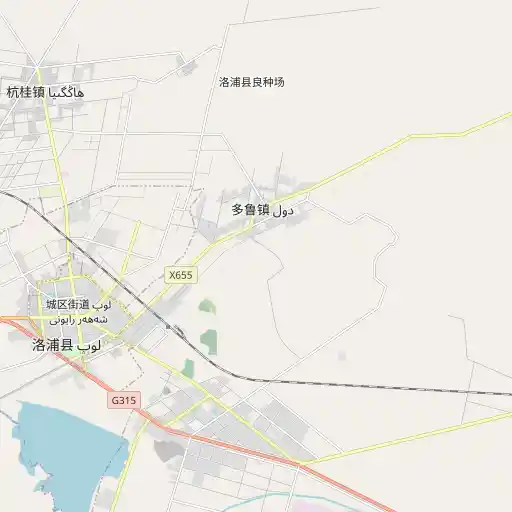 洛浦县良种场
杭桂镇 ھاڭگىيا
多鲁镇 دول
X655
城区街道 لوپ
شەھەر رايونى
洛浦县 لوپ
G315